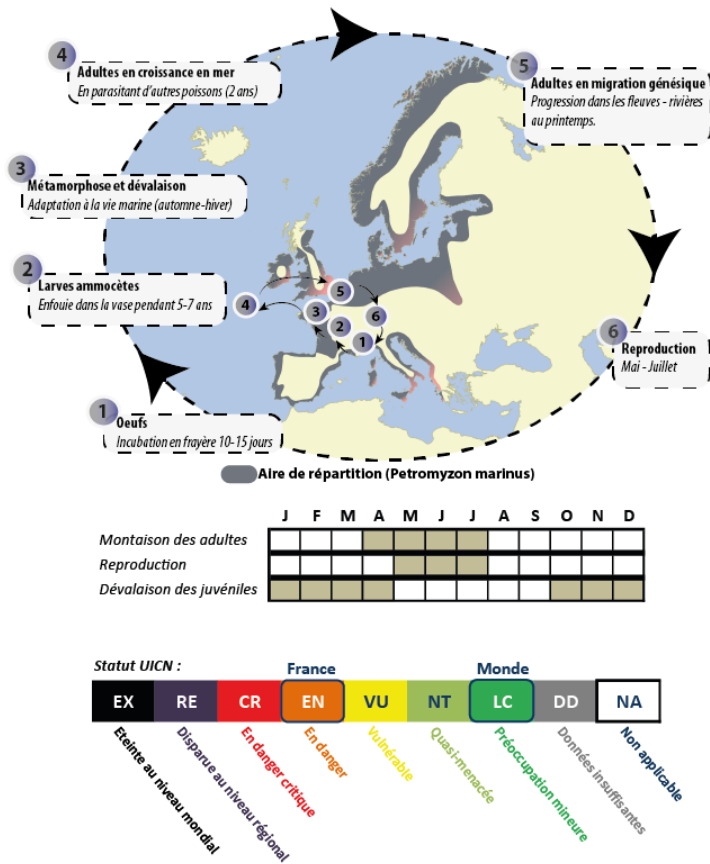 4
Adultes en croissance en mer
En parasitant d'autres poissons (2 ans)
5
Adultes en migration génésique
Progression dans les fleuves - rivières
au printemps.
3
Métamorphose et dévalaison
Adaptation à la vie marine (automne-hiver)
2
Larves ammocètes
Enfouie dans la vase pendant 5-7 ans
4
5
3
2
6
1
6
Reproduction
Mai - Juillet
1
Oeufs
Incubation en frayère 10-15 jours
Aire de répartition (Petromyzon marinus)
J F M A M J J A S O N D
Montaison des adultes
Reproduction
Dévalaison des juvéniles
Statut UICN :
France
Monde
EX RE CR EN VU NT LC DD NA
Eteinte au niveau mondial
Disparue au niveau régional
En danger critique
En danger
Vulnérable
Quasi-menacée
Préoccupation mineure
Données insuffisantes
Non applicable